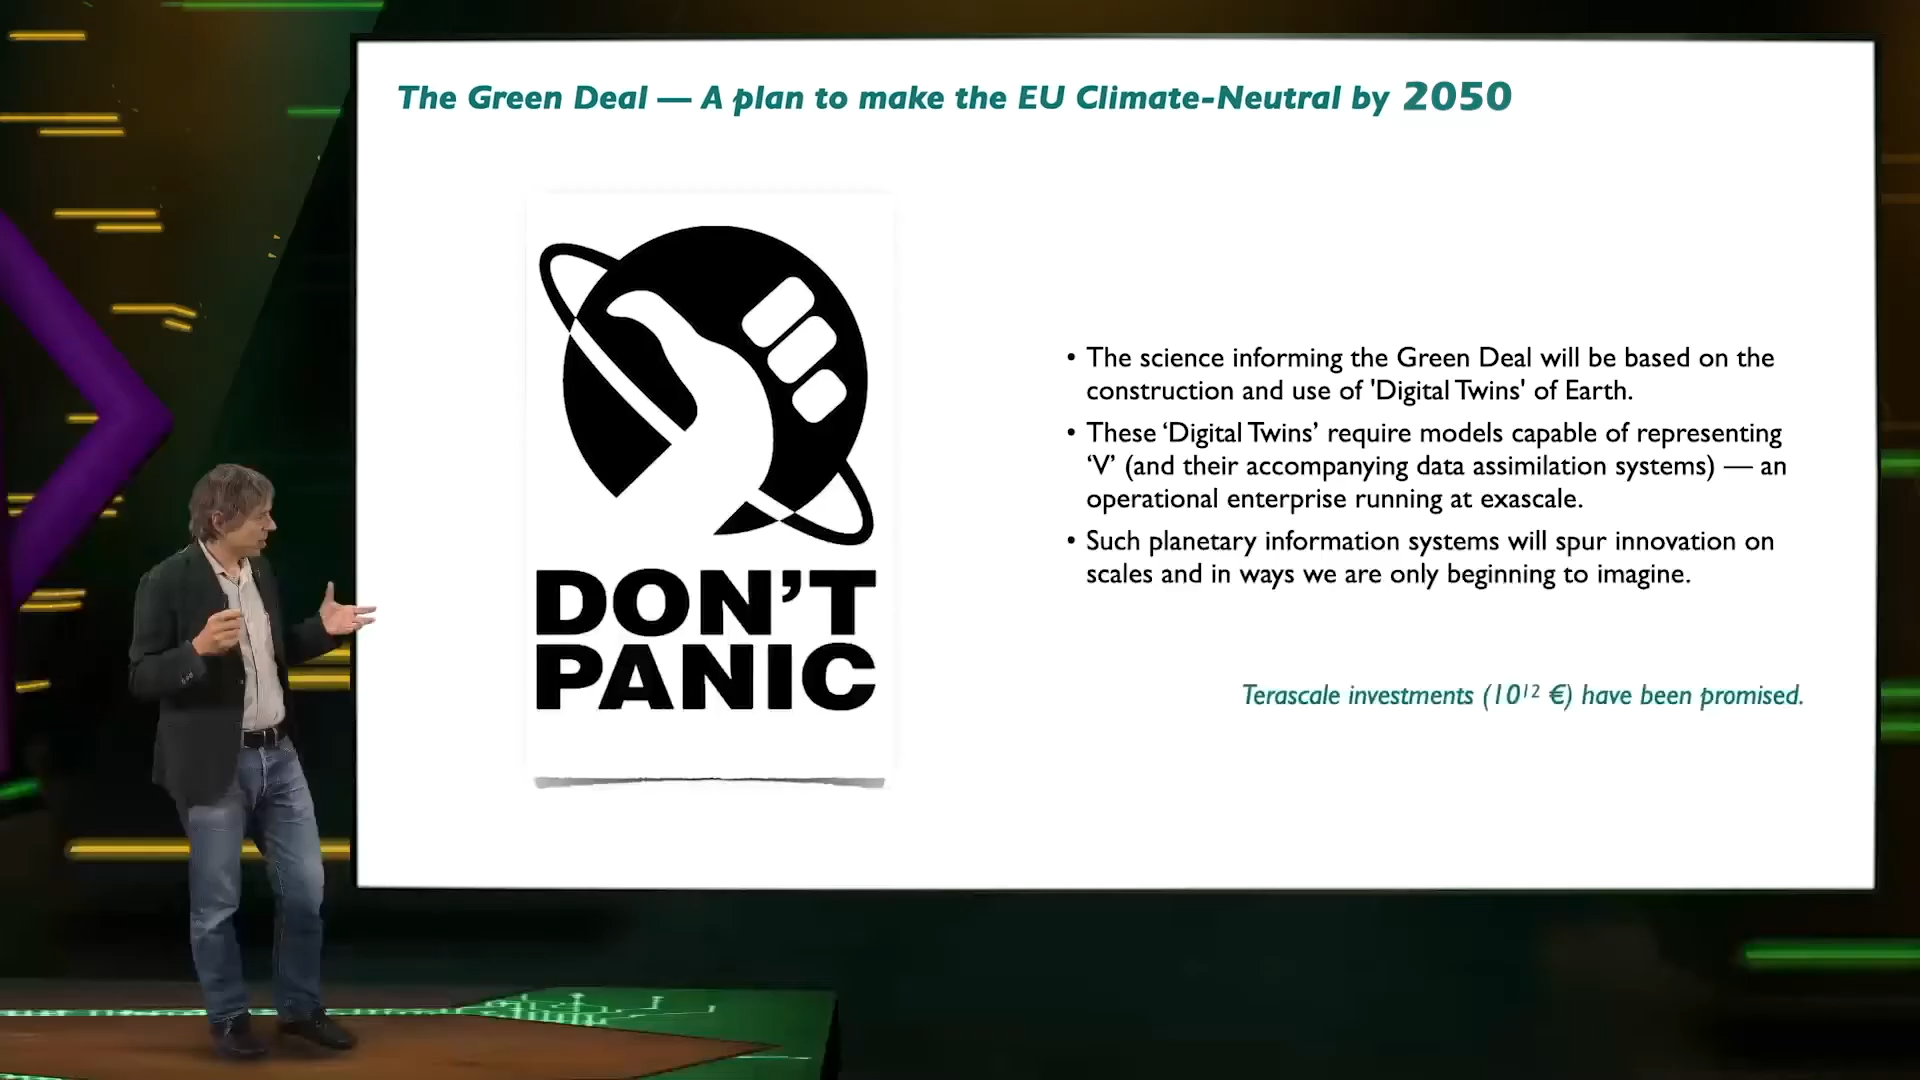 The Green Deal — A plan to make the EU Climate-Neutral by 2050
DON’T
PANIC
• The science informing the Green Deal will be based on the
construction and use of 'Digital Twins' of Earth.
• These ‘Digital Twins’ require models capable of representing
‘V’ (and their accompanying data assimilation systems) — an
operational enterprise running at exascale.
• Such planetary information systems will spur innovation on
scales and in ways we are only beginning to imagine.
Terascale investments (10¹² €) have been promised.